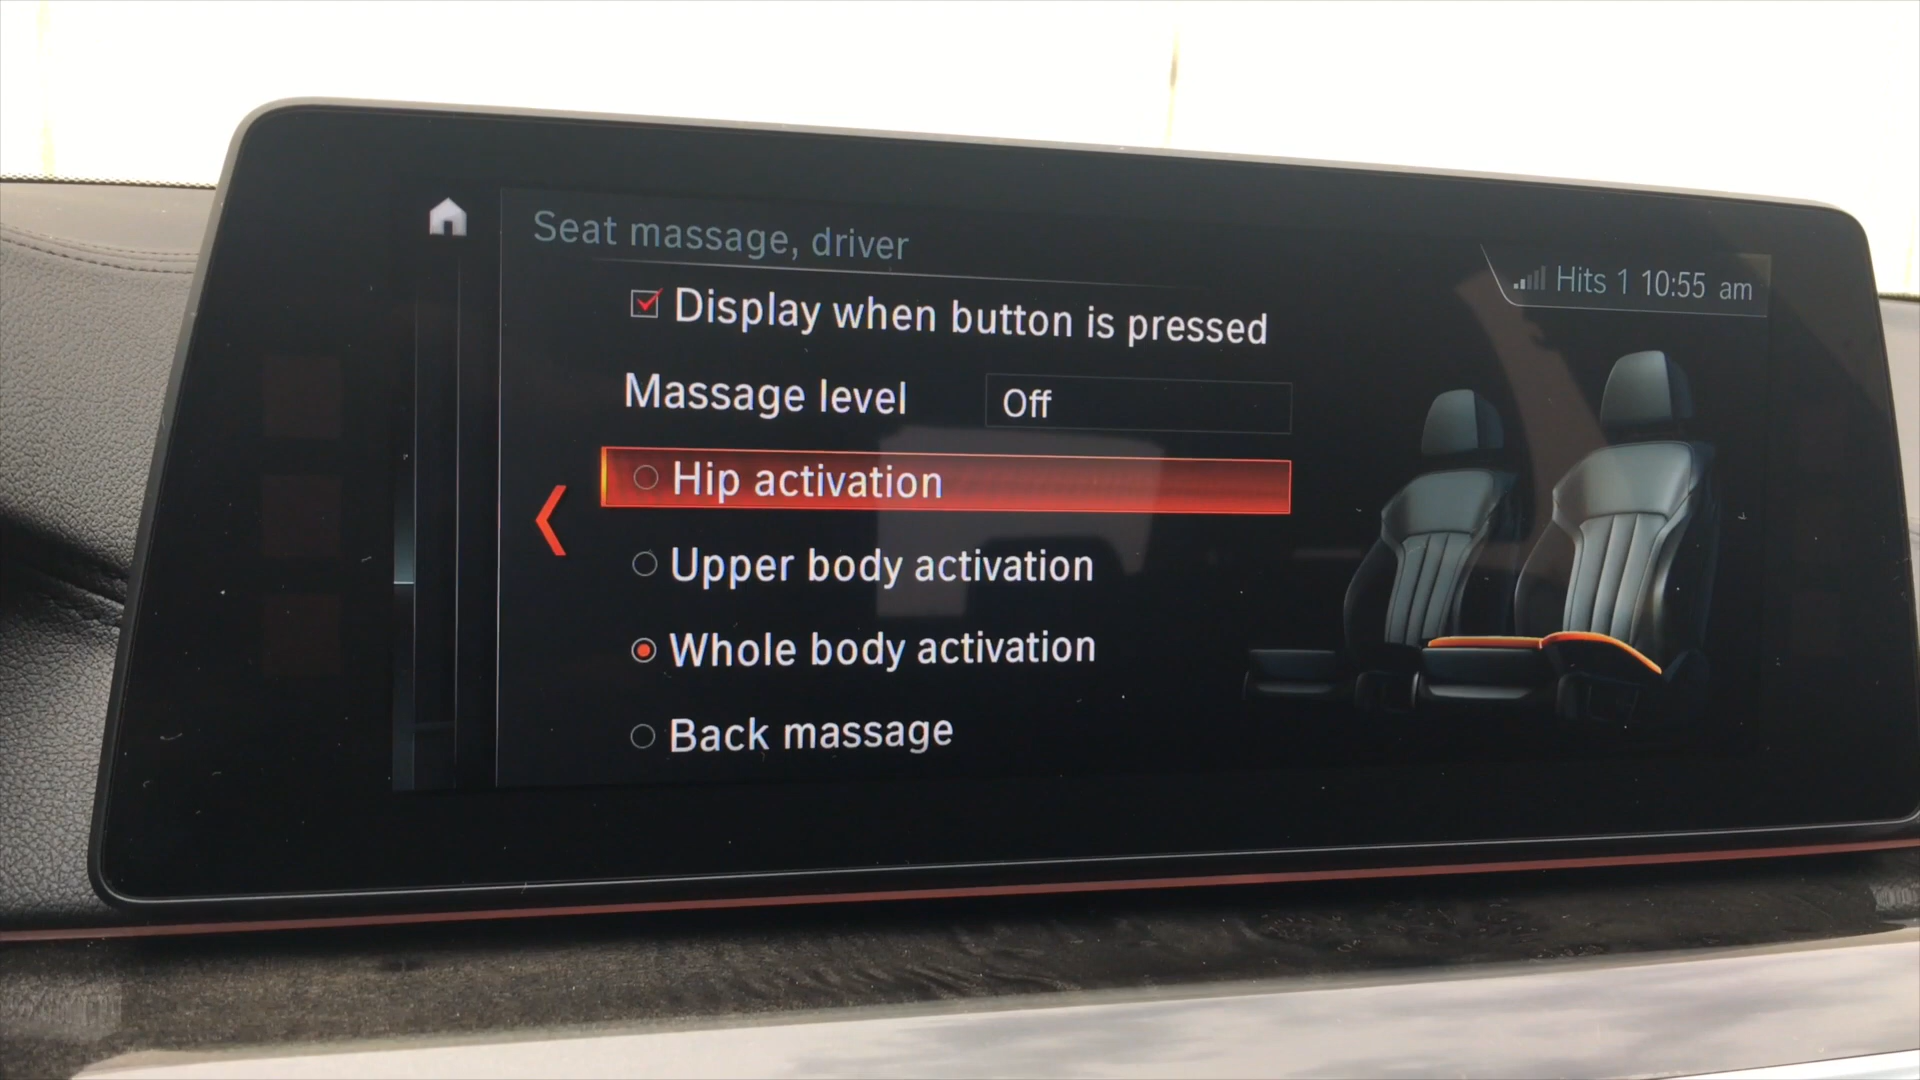 Seat massage, driver
Hits 1 10:55 am
Display when button is pressed
Massage level Off
Hip activation
Upper body activation
Whole body activation
Back massage